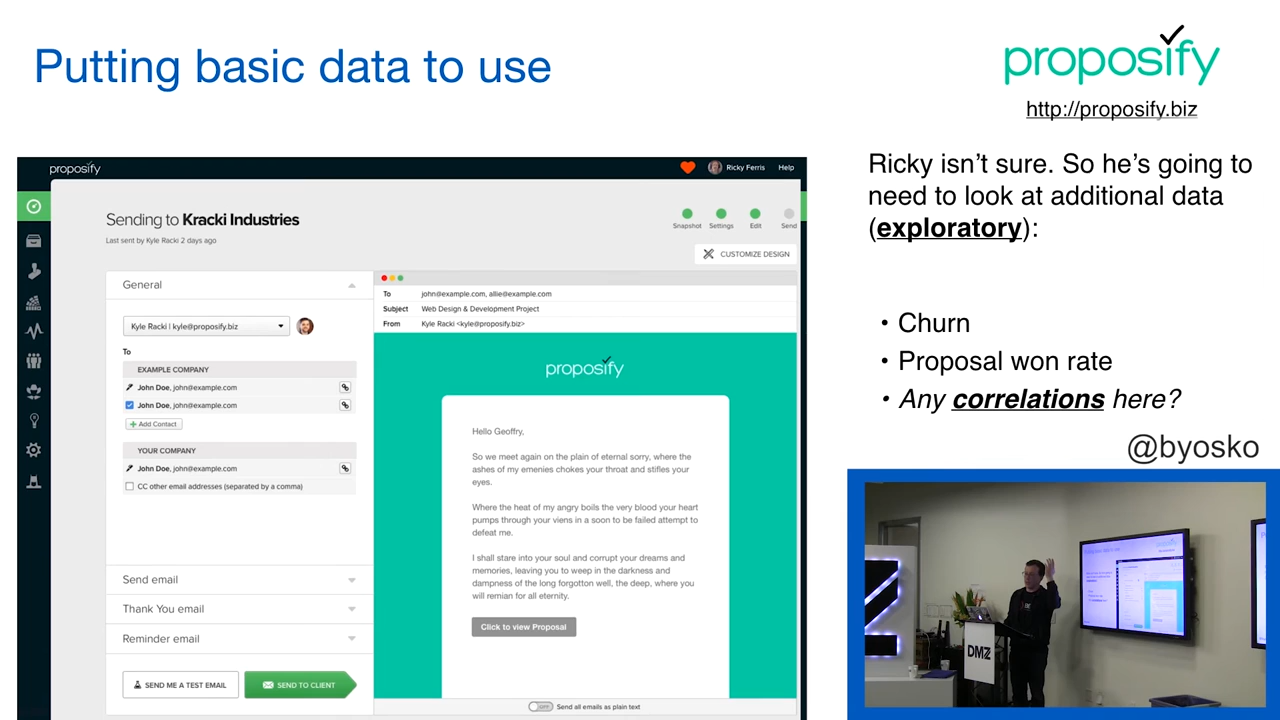 Putting basic data to use
proposify
http://proposify.biz
proposify
Ricky Ferris
Help
Sending to Kracki Industries
Last sent by Kyle Racki 2 days ago
Snapshot
Settings
Edit
Send
CUSTOMIZE DESIGN
General
Kyle Racki | kyle@proposify.biz
To
EXAMPLE COMPANY
John Doe, john@example.com
John Doe, john@example.com
+ Add Contact
YOUR COMPANY
John Doe, john@example.com
CC other email addresses (separated by a comma)
Send email
Thank You email
Reminder email
SEND ME A TEST EMAIL
SEND TO CLIENT
To john@example.com, allie@example.com
Subject Web Design & Development Project
From Kyle Racki <kyle@proposify.biz>
proposify
Hello Geoffry,
So we meet again on the plain of eternal sorry, where the
ashes of my emenies chokes your throat and stifles your
eyes.
Where the heat of my angry boils the very blood your heart
pumps through your viens in a soon to be failed attempt to
defeat me.
I shall stare into your soul and corrupt your dreams and
memories, leaving you to weep in the darkness and
dampness of the long forgotten well, the deep, where you
will remian for all eternity.
Click to view Proposal
OFF
Send all emails as plain text
Ricky isn’t sure. So he’s going to
need to look at additional data
(exploratory):
• Churn
• Proposal won rate
• Any correlations here?
@byosko
DMZ